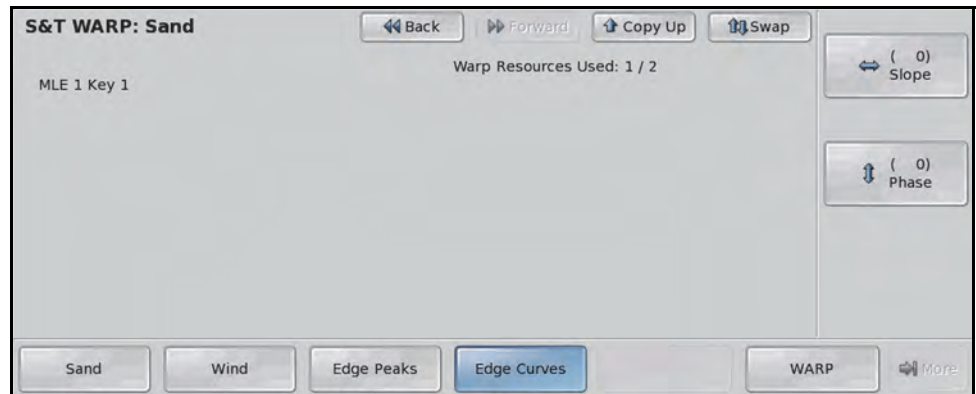 S&T WARP: Sand
Back
Forward
Copy Up
Swap
Warp Resources Used: 1 / 2
MLE 1 Key 1
( 0)
Slope
( 0)
Phase
Sand
Wind
Edge Peaks
Edge Curves
WARP
More